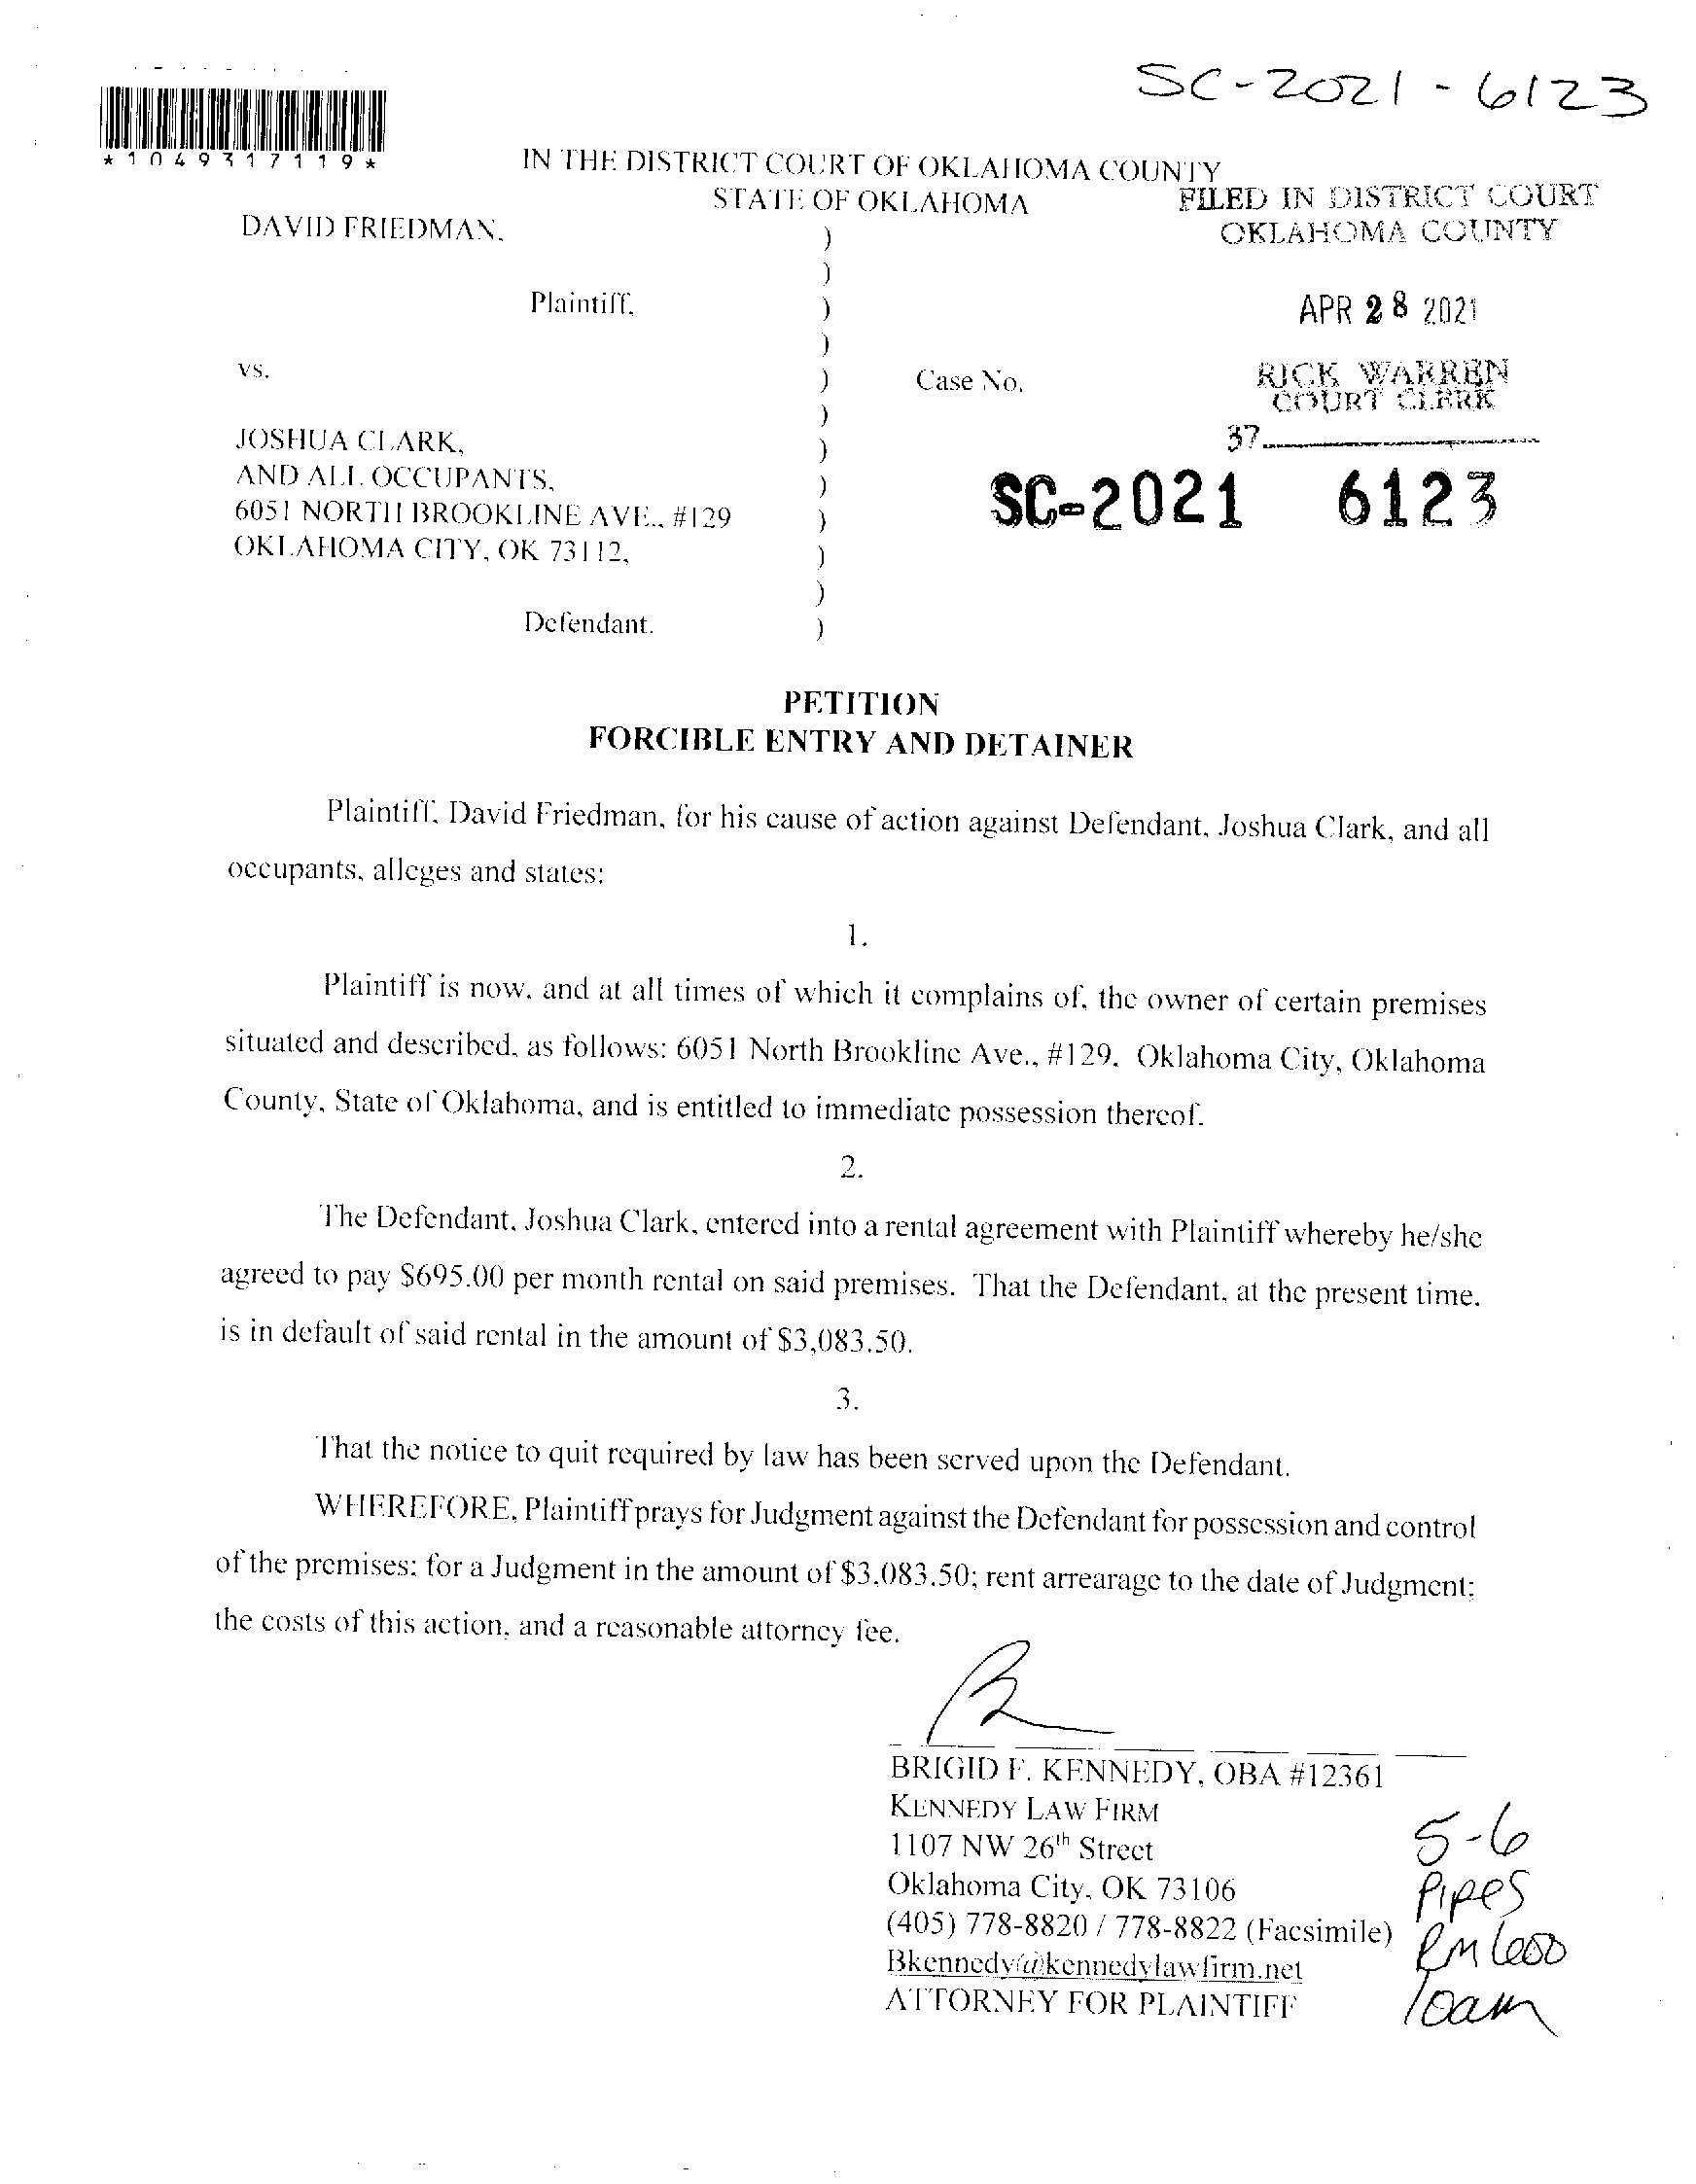 SC-2021-6123
*1049317119*
IN THE DISTRICT COURT OF OKLAHOMA COUNTY
STATE OF OKLAHOMA
FILED IN DISTRICT COURT
OKLAHOMA COUNTY
DAVID FRIEDMAN, )
)
Plaintiff, )
APR 28 2021
)
vs. ) Case No.
RICK WARREN
COURT CLERK
)
37
JOSHUA CLARK, )
AND ALL OCCUPANTS, )
SC-2021 6123
6051 NORTH BROOKLINE AVE., #129 )
OKLAHOMA CITY, OK 73112, )
)
Defendant. )
PETITION
FORCIBLE ENTRY AND DETAINER
Plaintiff, David Friedman, for his cause of action against Defendant, Joshua Clark, and all
occupants, alleges and states:
1.
Plaintiff is now, and at all times of which it complains of, the owner of certain premises
situated and described, as follows: 6051 North Brookline Ave., #129, Oklahoma City, Oklahoma
County, State of Oklahoma, and is entitled to immediate possession thereof.
2.
The Defendant, Joshua Clark, entered into a rental agreement with Plaintiff whereby he/she
agreed to pay $695.00 per month rental on said premises. That the Defendant, at the present time,
is in default of said rental in the amount of $3,083.50.
3.
That the notice to quit required by law has been served upon the Defendant.
WHEREFORE, Plaintiff prays for Judgment against the Defendant for possession and control
of the premises; for a Judgment in the amount of $3,083.50; rent arrearage to the date of Judgment;
the costs of this action, and a reasonable attorney fee.
BRIGID F. KENNEDY, OBA #12361
KENNEDY LAW FIRM
1107 NW 26th Street
Oklahoma City, OK 73106
(405) 778-8820 / 778-8822 (Facsimile)
Bkennedy@kennedylawfirm.net
ATTORNEY FOR PLAINTIFF
5-6
Pipes
Rm 600
10am